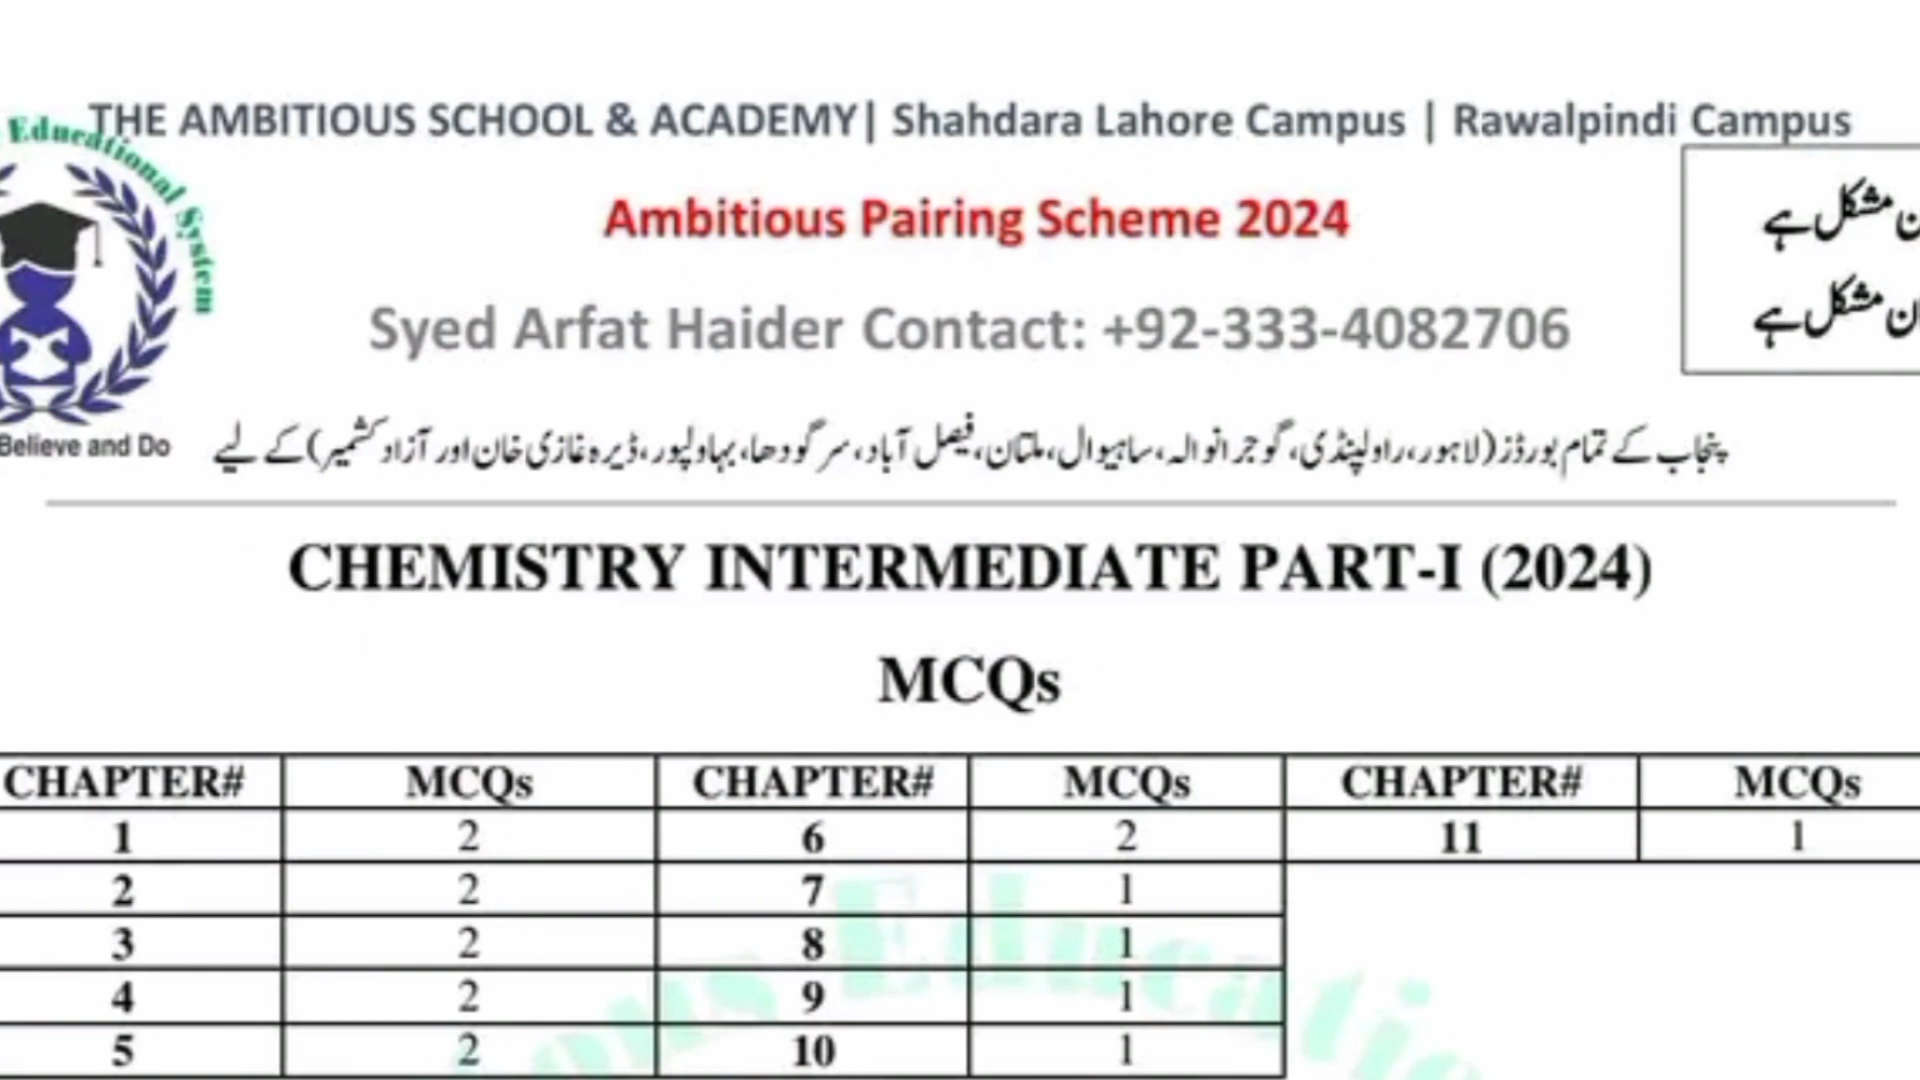 THE AMBITIOUS SCHOOL & ACADEMY| Shahdara Lahore Campus | Rawalpindi Campus
Educational System
Ambitious Pairing Scheme 2024
مشکل ہے
مشکل ہے
Syed Arfat Haider Contact: +92-333-4082706
Believe and Do
پنجاب کے تمام بورڈز(لاہور،راولپنڈی،گوجرانوالہ،ساہیوال،ملتان،فیصل آباد،سرگودھا،بہاولپور،ڈیرہ غازی خان اور آزاد کشمیر)کے لیے
CHEMISTRY INTERMEDIATE PART-I (2024)
MCQs
CHAPTER# MCQs CHAPTER# MCQs CHAPTER# MCQs
1 2 6 2 11 1
2 2 7 1
3 2 8 1
4 2 9 1
5 2 10 1